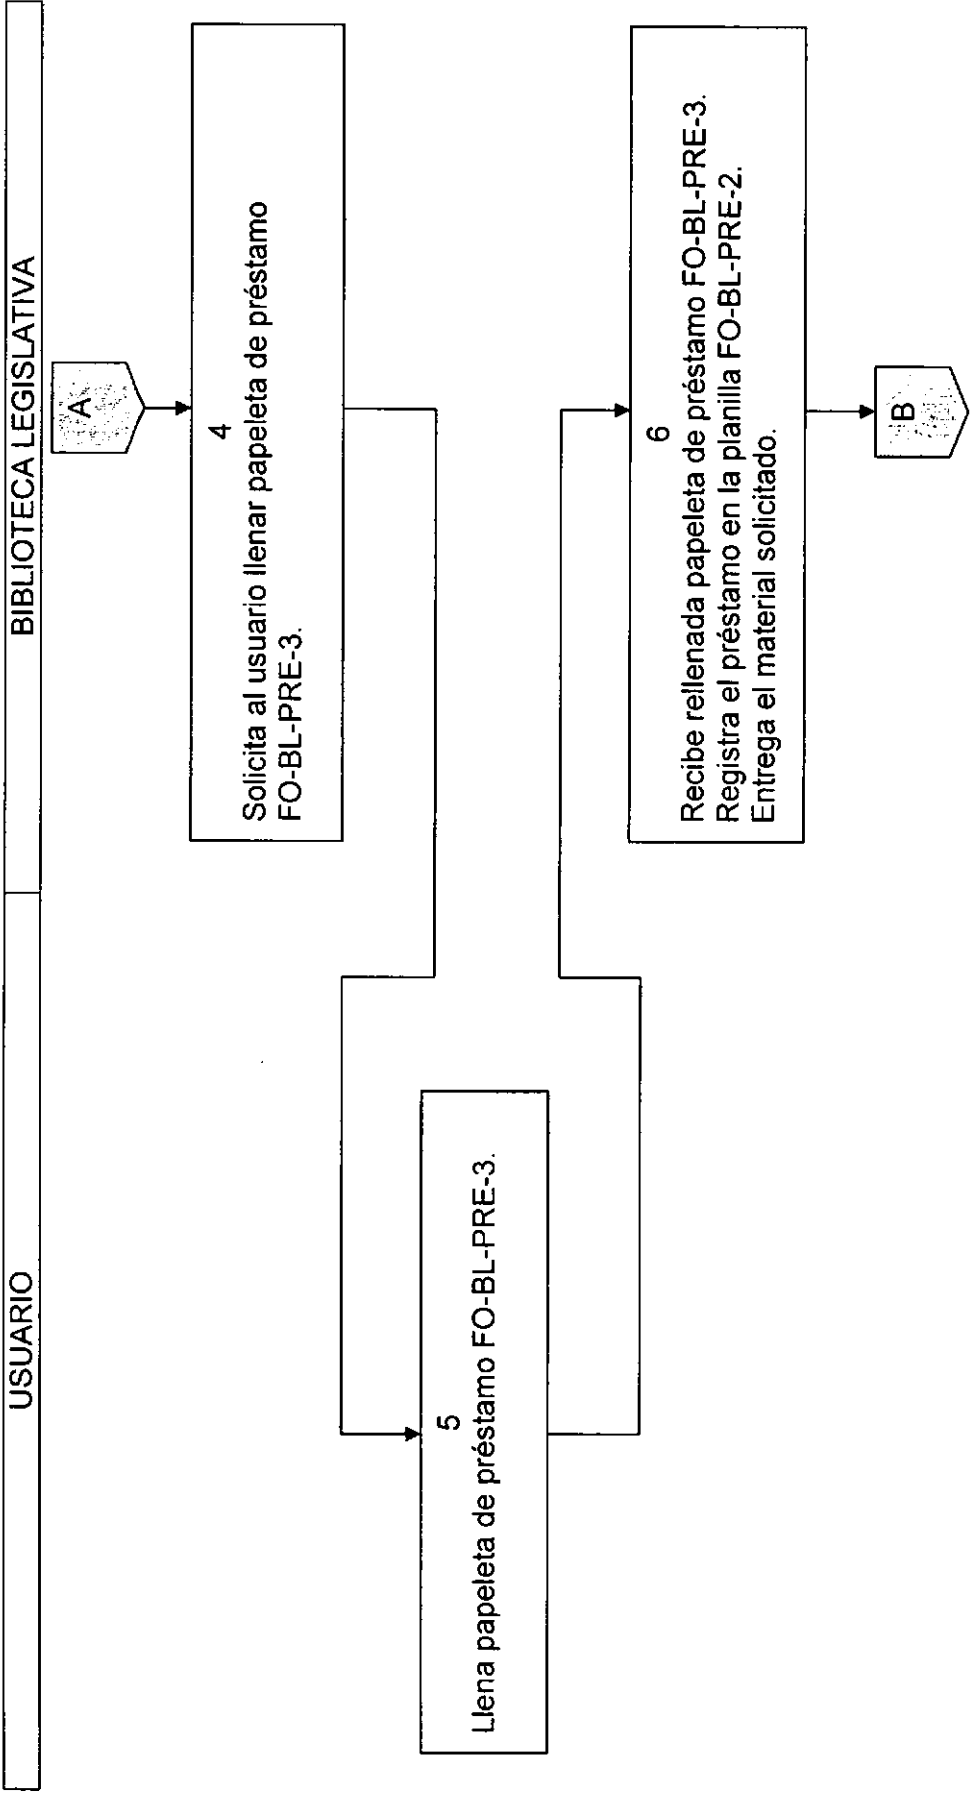 USUARIO
BIBLIOTECA LEGISLATIVA
A
4
Solicita al usuario llenar papeleta de préstamo
FO-BL-PRE-3.
5
Llena papeleta de préstamo FO-BL-PRE-3.
6
Recibe rellenada papeleta de préstamo FO-BL-PRE-3.
Registra el préstamo en la planilla FO-BL-PRE-2.
Entrega el material solicitado.
B